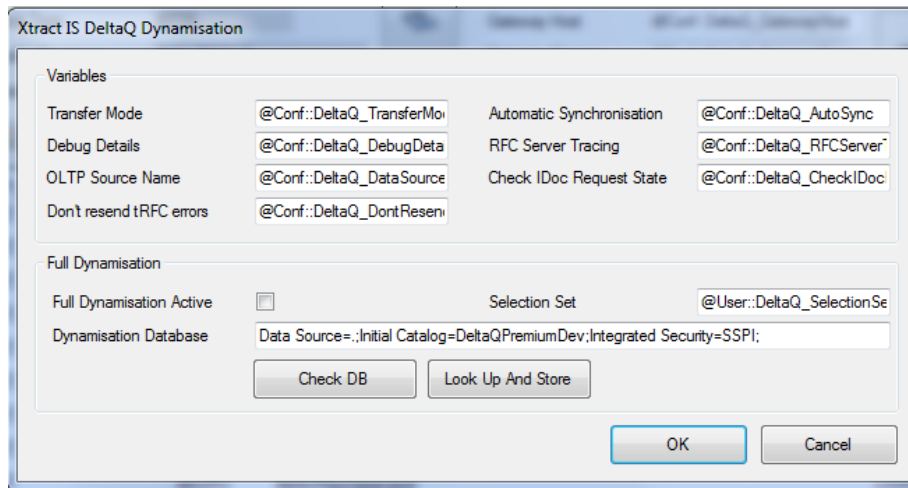 Xtract IS DeltaQ Dynamisation
Variables
Transfer Mode @Conf::DeltaQ_TransferMo Automatic Synchronisation @Conf::DeltaQ_AutoSync
Debug Details @Conf::DeltaQ_DebugDeta RFC Server Tracing @Conf::DeltaQ_RFCServerT
OLTP Source Name @Conf::DeltaQ_DataSource Check IDoc Request State @Conf::DeltaQ_CheckIDoc
Don't resend tRFC errors @Conf::DeltaQ_DontResen
Full Dynamisation
Full Dynamisation Active Selection Set @User::DeltaQ_SelectionSe
Dynamisation Database Data Source=.;Initial Catalog=DeltaQPremiumDev;Integrated Security=SSPI;
Check DB Look Up And Store
OK Cancel